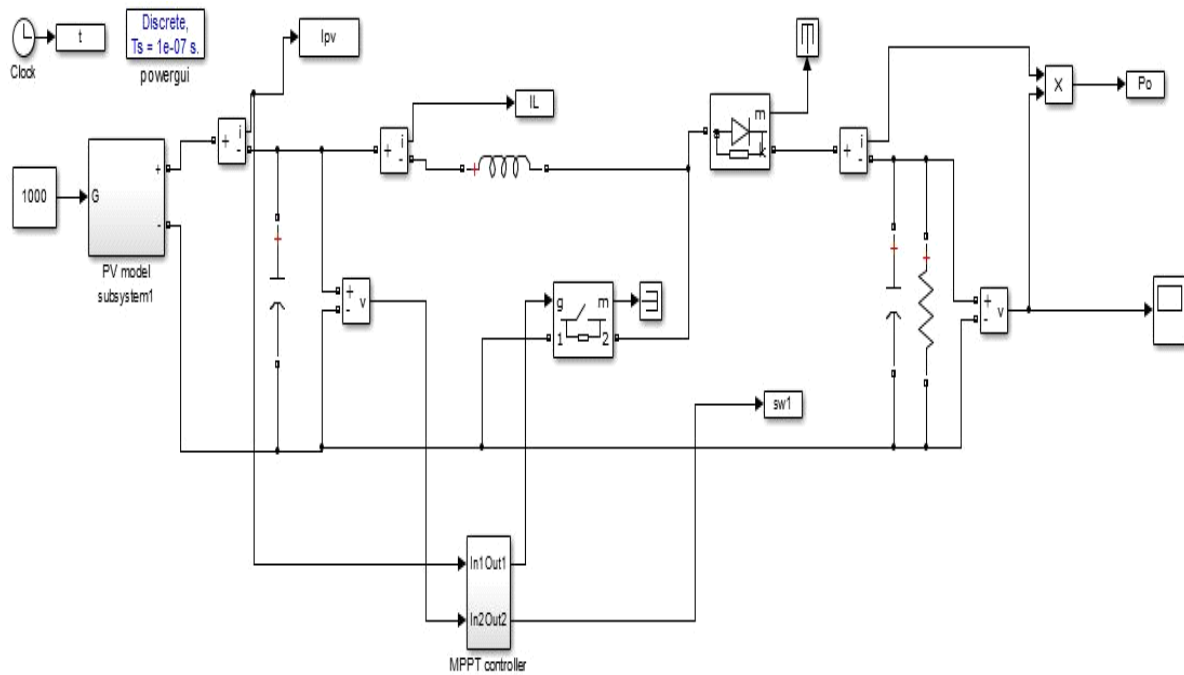 Clock
t
Discrete,
Ts = 1e-07 s.
powergui
Ipv
IL
1000
G
+
-
PV model
subsystem1
+
-
i
+
-
i
+
-
v
m
k
+
-
i
X
Po
g
m
1
2
+
-
v
sw1
In1
Out1
In2
Out2
MPPT controller